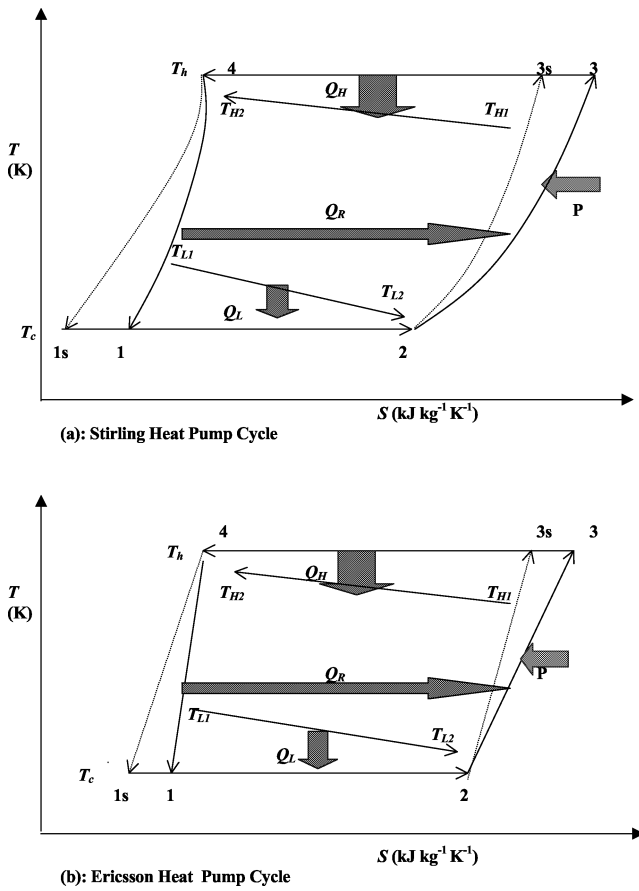 T_h 4 3s 3
Q_H
T_H2 T_H1
T
(K)
P
Q_R
T_L1
T_L2
Q_L
T_c
1s 1 2
S (kJ kg⁻¹ K⁻¹)
(a): Stirling Heat Pump Cycle
4 3s 3
T_h
Q_H
T_H2 T_H1
T
(K)
Q_R P
T_L1
T_L2
Q_L
T_c
1s 1 2
S (kJ kg⁻¹ K⁻¹)
(b): Ericsson Heat Pump Cycle